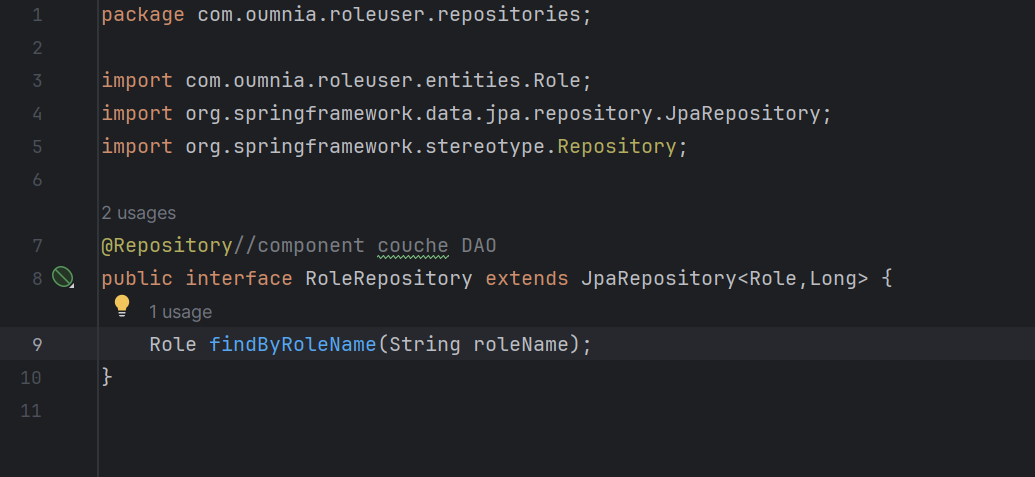 1 package com.oumnia.roleuser.repositories;
2
3 import com.oumnia.roleuser.entities.Role;
4 import org.springframework.data.jpa.repository.JpaRepository;
5 import org.springframework.stereotype.Repository;
6
2 usages
7 @Repository//component couche DAO
8 public interface RoleRepository extends JpaRepository<Role,Long> {
1 usage
9 Role findByRoleName(String roleName);
10 }
11